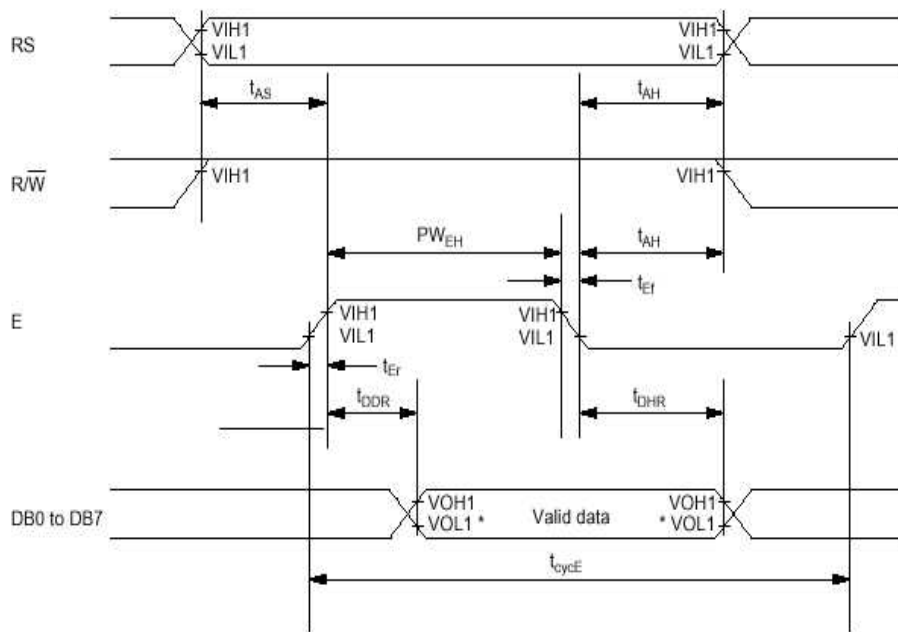 VIH1 VIH1
RS
VIL1 VIL1
tAS tAH
R/W̅ VIH1 VIH1
PWEH tAH
tEf
E VIH1 VIH1
VIL1 VIL1 VIL1
tEr
tDDR tDHR
VOH1 VOH1
DB0 to DB7 VOL1 * Valid data * VOL1
tcycE